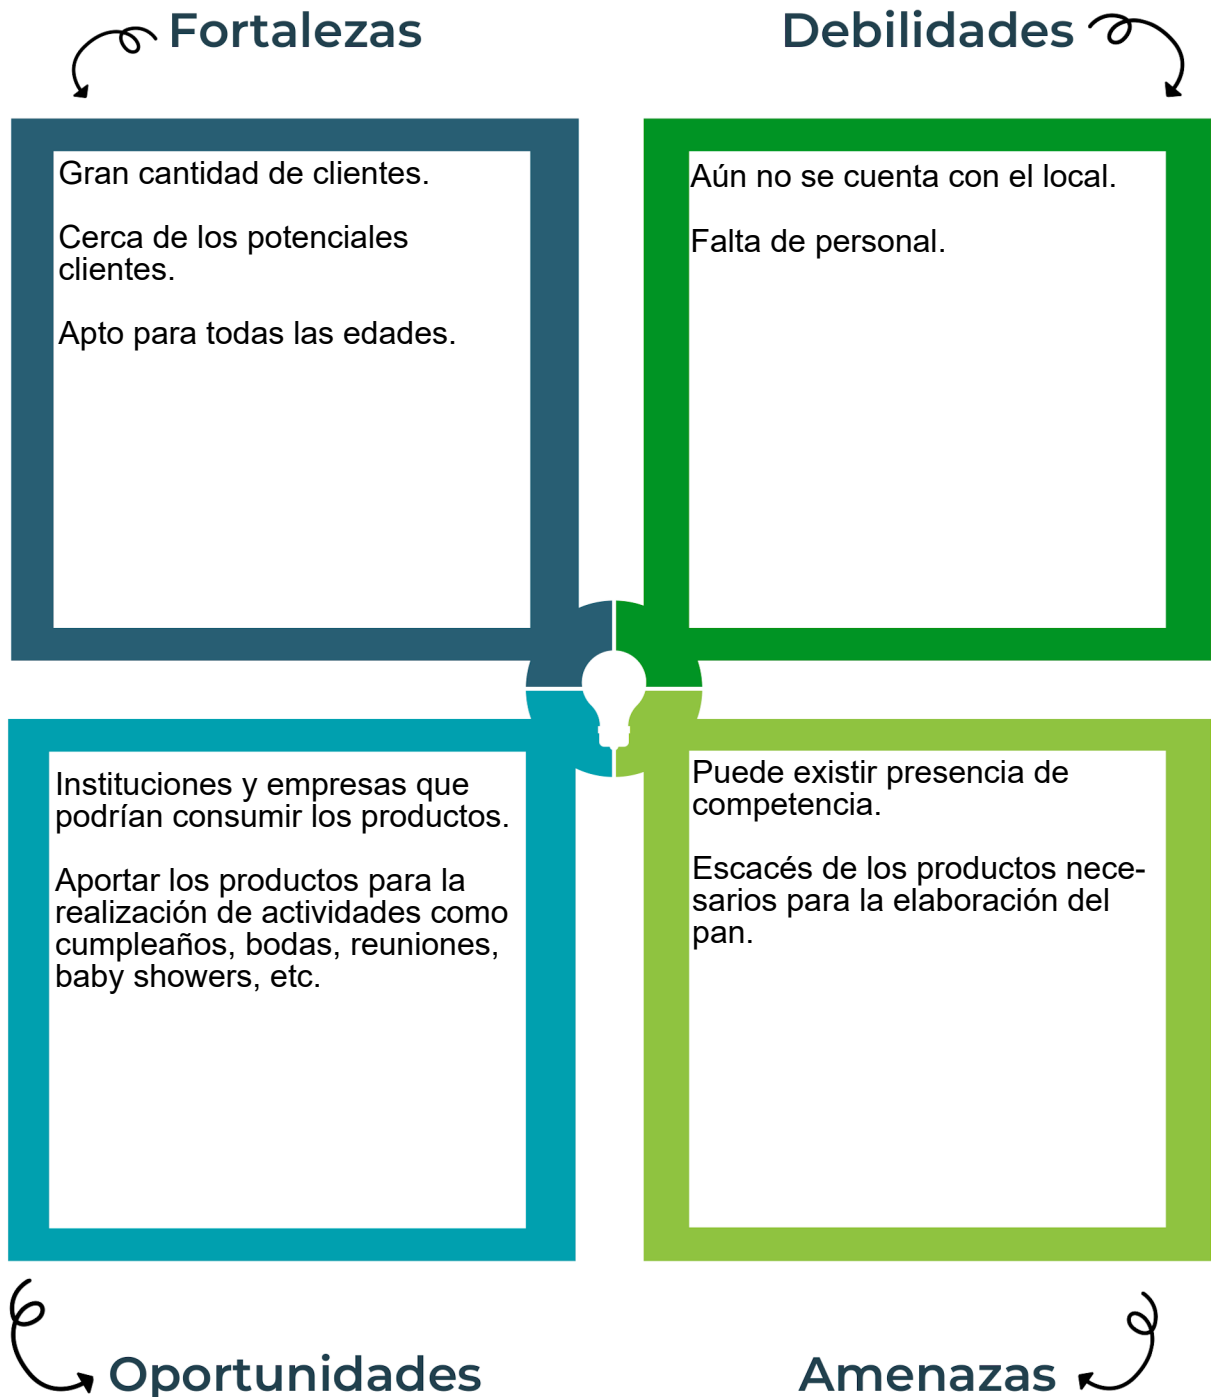 Fortalezas
Gran cantidad de clientes.
Cerca de los potenciales
clientes.
Apto para todas las edades.
Debilidades
Aún no se cuenta con el local.
Falta de personal.
Instituciones y empresas que
podrían consumir los productos.
Aportar los productos para la
realización de actividades como
cumpleaños, bodas, reuniones,
baby showers, etc.
Oportunidades
Puede existir presencia de
competencia.
Escacés de los productos nece-
sarios para la elaboración del
pan.
Amenazas